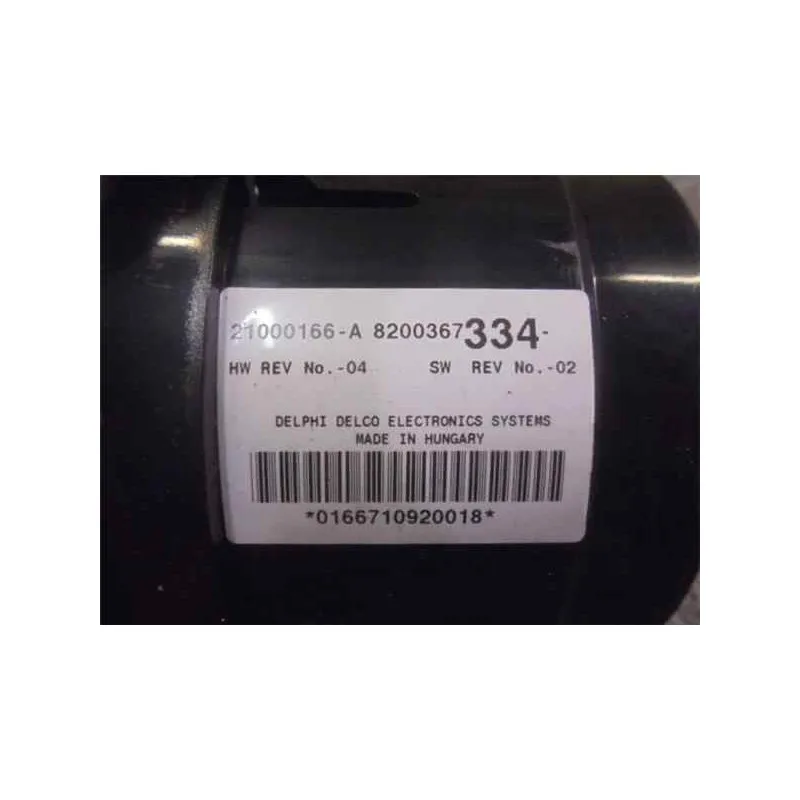 21000166-A 8200367334-
HW REV No.-04 SW REV No.-02
DELPHI DELCO ELECTRONICS SYSTEMS
MADE IN HUNGARY
*0166710920018*